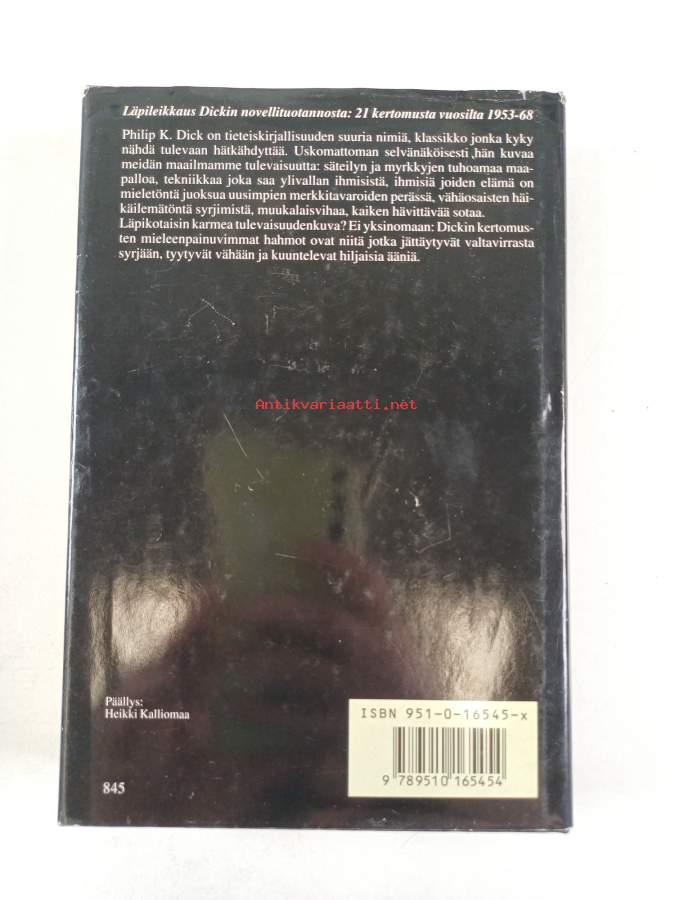 Läpileikkaus Dickin novellituotannosta: 21 kertomusta vuosilta 1953-68
Philip K. Dick on tieteiskirjallisuuden suuria nimiä, klassikko jonka kyky
nähdä tulevaan hätkähdyttää. Uskomattoman selvänäköisesti ,hän kuvaa
meidän maailmamme tulevaisuutta: säteilyn ja myrkkyjen tuhoamaa maa-
palloa, tekniikkaa joka saa ylivallan ihmisistä, ihmisiä joiden elämä on
mieletöntä juoksua uusimpien merkkitavaroiden perässä, vähäosaisten häi-
käilemätöntä syrjimistä, muukalaisvihaa, kaiken hävittävää sotaa.
Läpikotaisin karmea tulevaisuudenkuva? Ei yksinomaan: Dickin kertomus-
ten mieleenpainuvimmat hahmot ovat niitä jotka jättäytyvät valtavirrasta
syrjään, tyytyvät vähään ja kuuntelevat hiljaisia ääniä.
Antikvariaatti.net
Päällys:
Heikki Kalliomaa
ISBN 951-0-16545-x
9 789510 165454
845